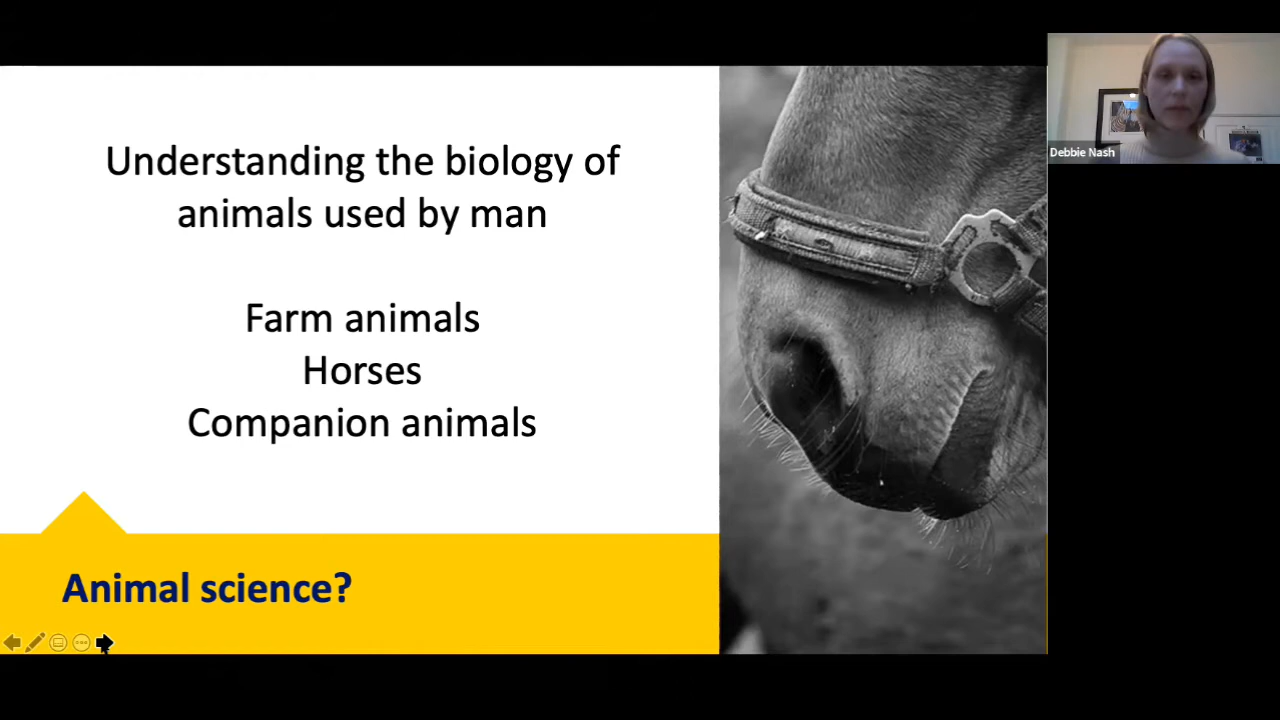 Understanding the biology of
animals used by man
Farm animals
Horses
Companion animals
Animal science?
Debbie Nash